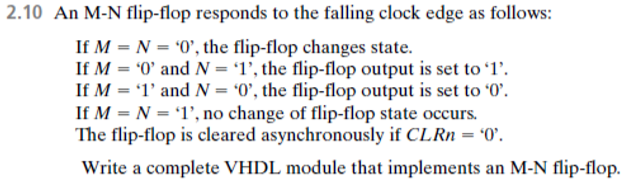 2.10 An M-N flip-flop responds to the falling clock edge as follows:
If M = N = ‘0’, the flip-flop changes state.
If M = ‘0’ and N = ‘1’, the flip-flop output is set to ‘1’.
If M = ‘1’ and N = ‘0’, the flip-flop output is set to ‘0’.
If M = N = ‘1’, no change of flip-flop state occurs.
The flip-flop is cleared asynchronously if CLRn = ‘0’.
Write a complete VHDL module that implements an M-N flip-flop.